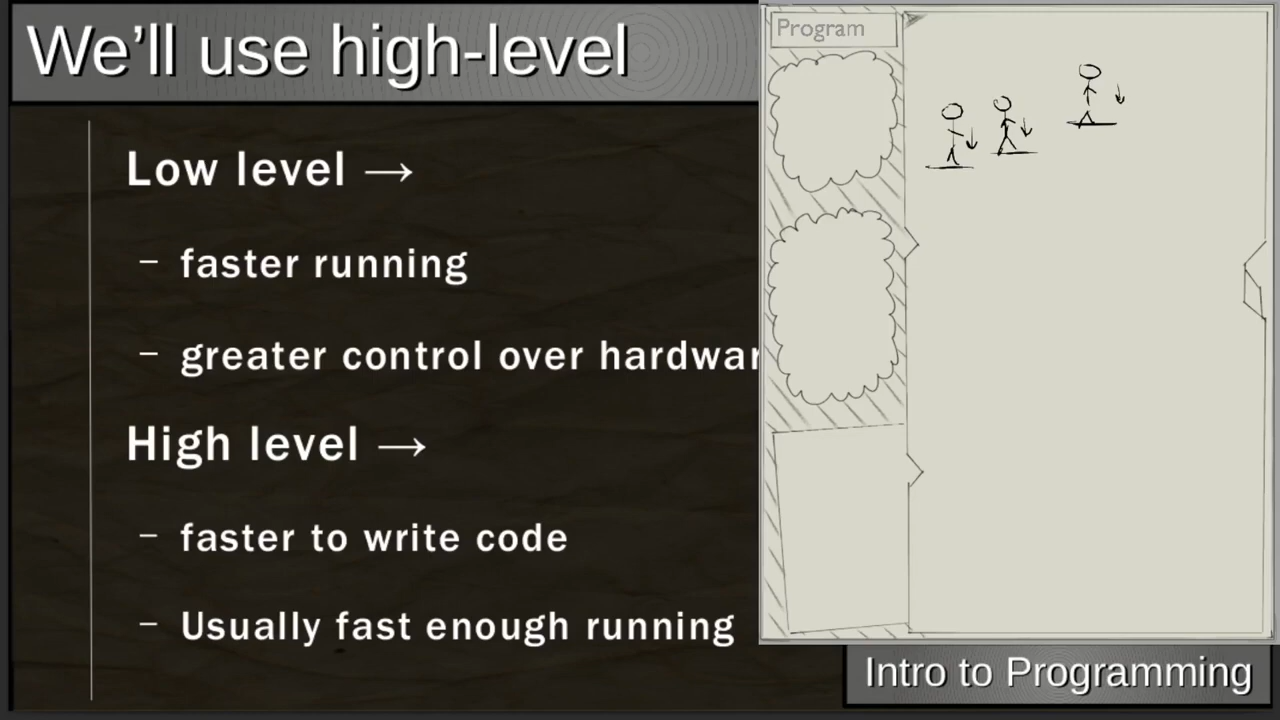 We'll use high-level
Low level →
– faster running
– greater control over hardwar
High level →
– faster to write code
– Usually fast enough running
Program
Intro to Programming